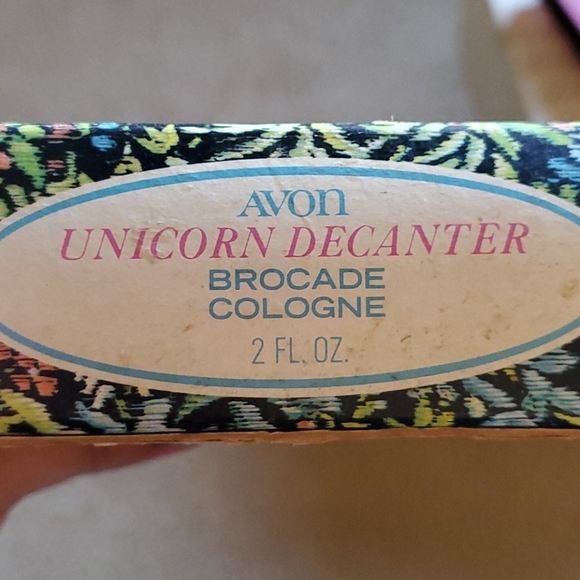 AVON
UNICORN DECANTER
BROCADE
COLOGNE
2 FL. OZ.